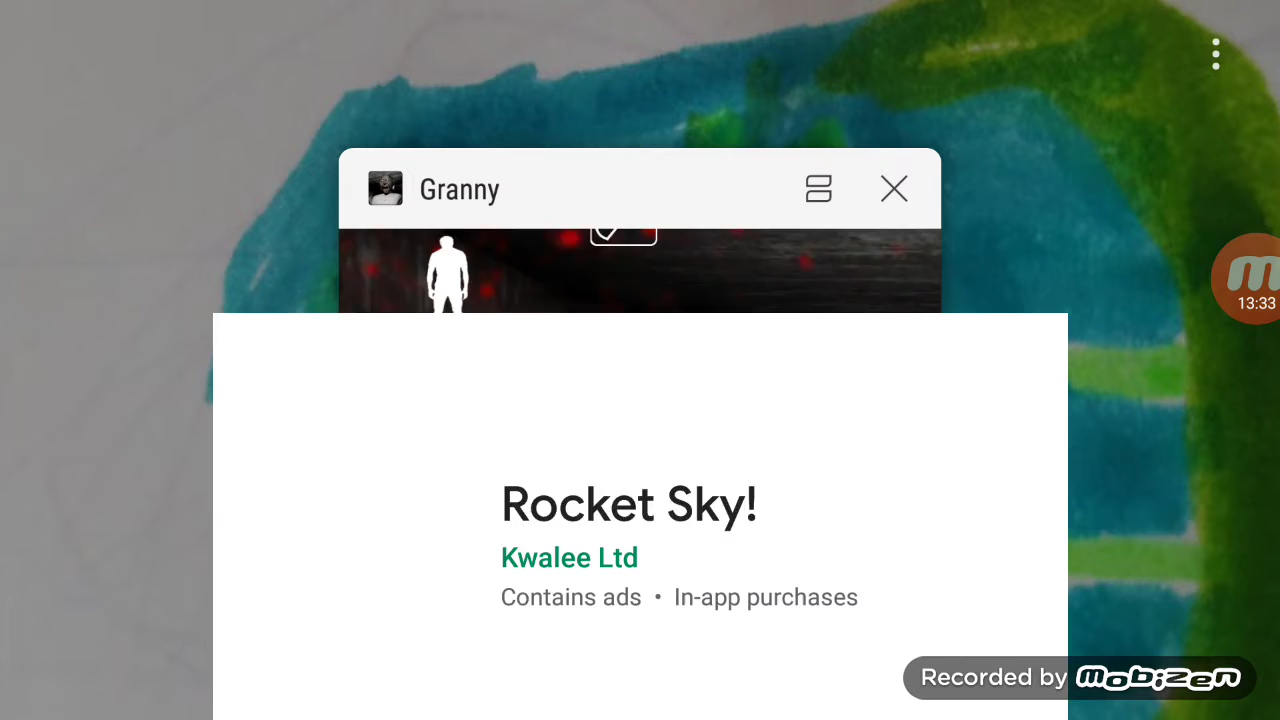 Granny
13:33
Rocket Sky!
Kwalee Ltd
Contains ads • In-app purchases
Recorded by mobizen